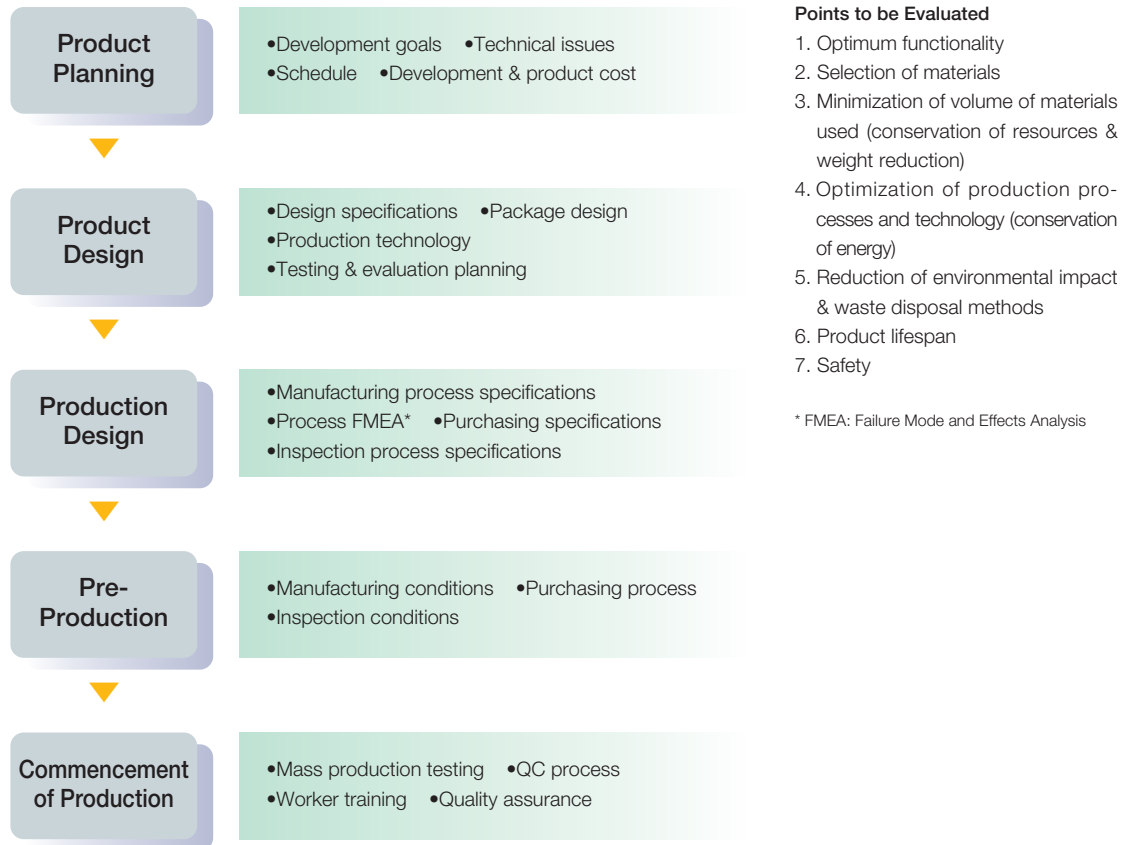 Product
Planning
•Development goals •Technical issues
•Schedule •Development & product cost
Product
Design
•Design specifications •Package design
•Production technology
•Testing & evaluation planning
Production
Design
•Manufacturing process specifications
•Process FMEA* •Purchasing specifications
•Inspection process specifications
Pre-
Production
•Manufacturing conditions •Purchasing process
•Inspection conditions
Commencement
of Production
•Mass production testing •QC process
•Worker training •Quality assurance
Points to be Evaluated
1. Optimum functionality
2. Selection of materials
3. Minimization of volume of materials
used (conservation of resources &
weight reduction)
4. Optimization of production pro-
cesses and technology (conservation
of energy)
5. Reduction of environmental impact
& waste disposal methods
6. Product lifespan
7. Safety
* FMEA: Failure Mode and Effects Analysis